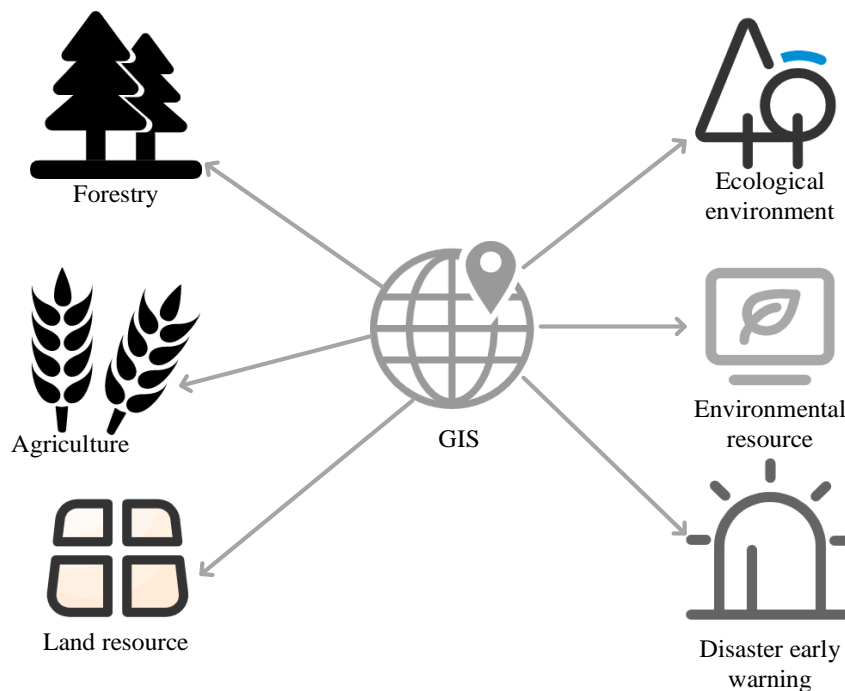 Forestry
Ecological
environment
Agriculture
GIS
Environmental
resource
Land resource
Disaster early
warning